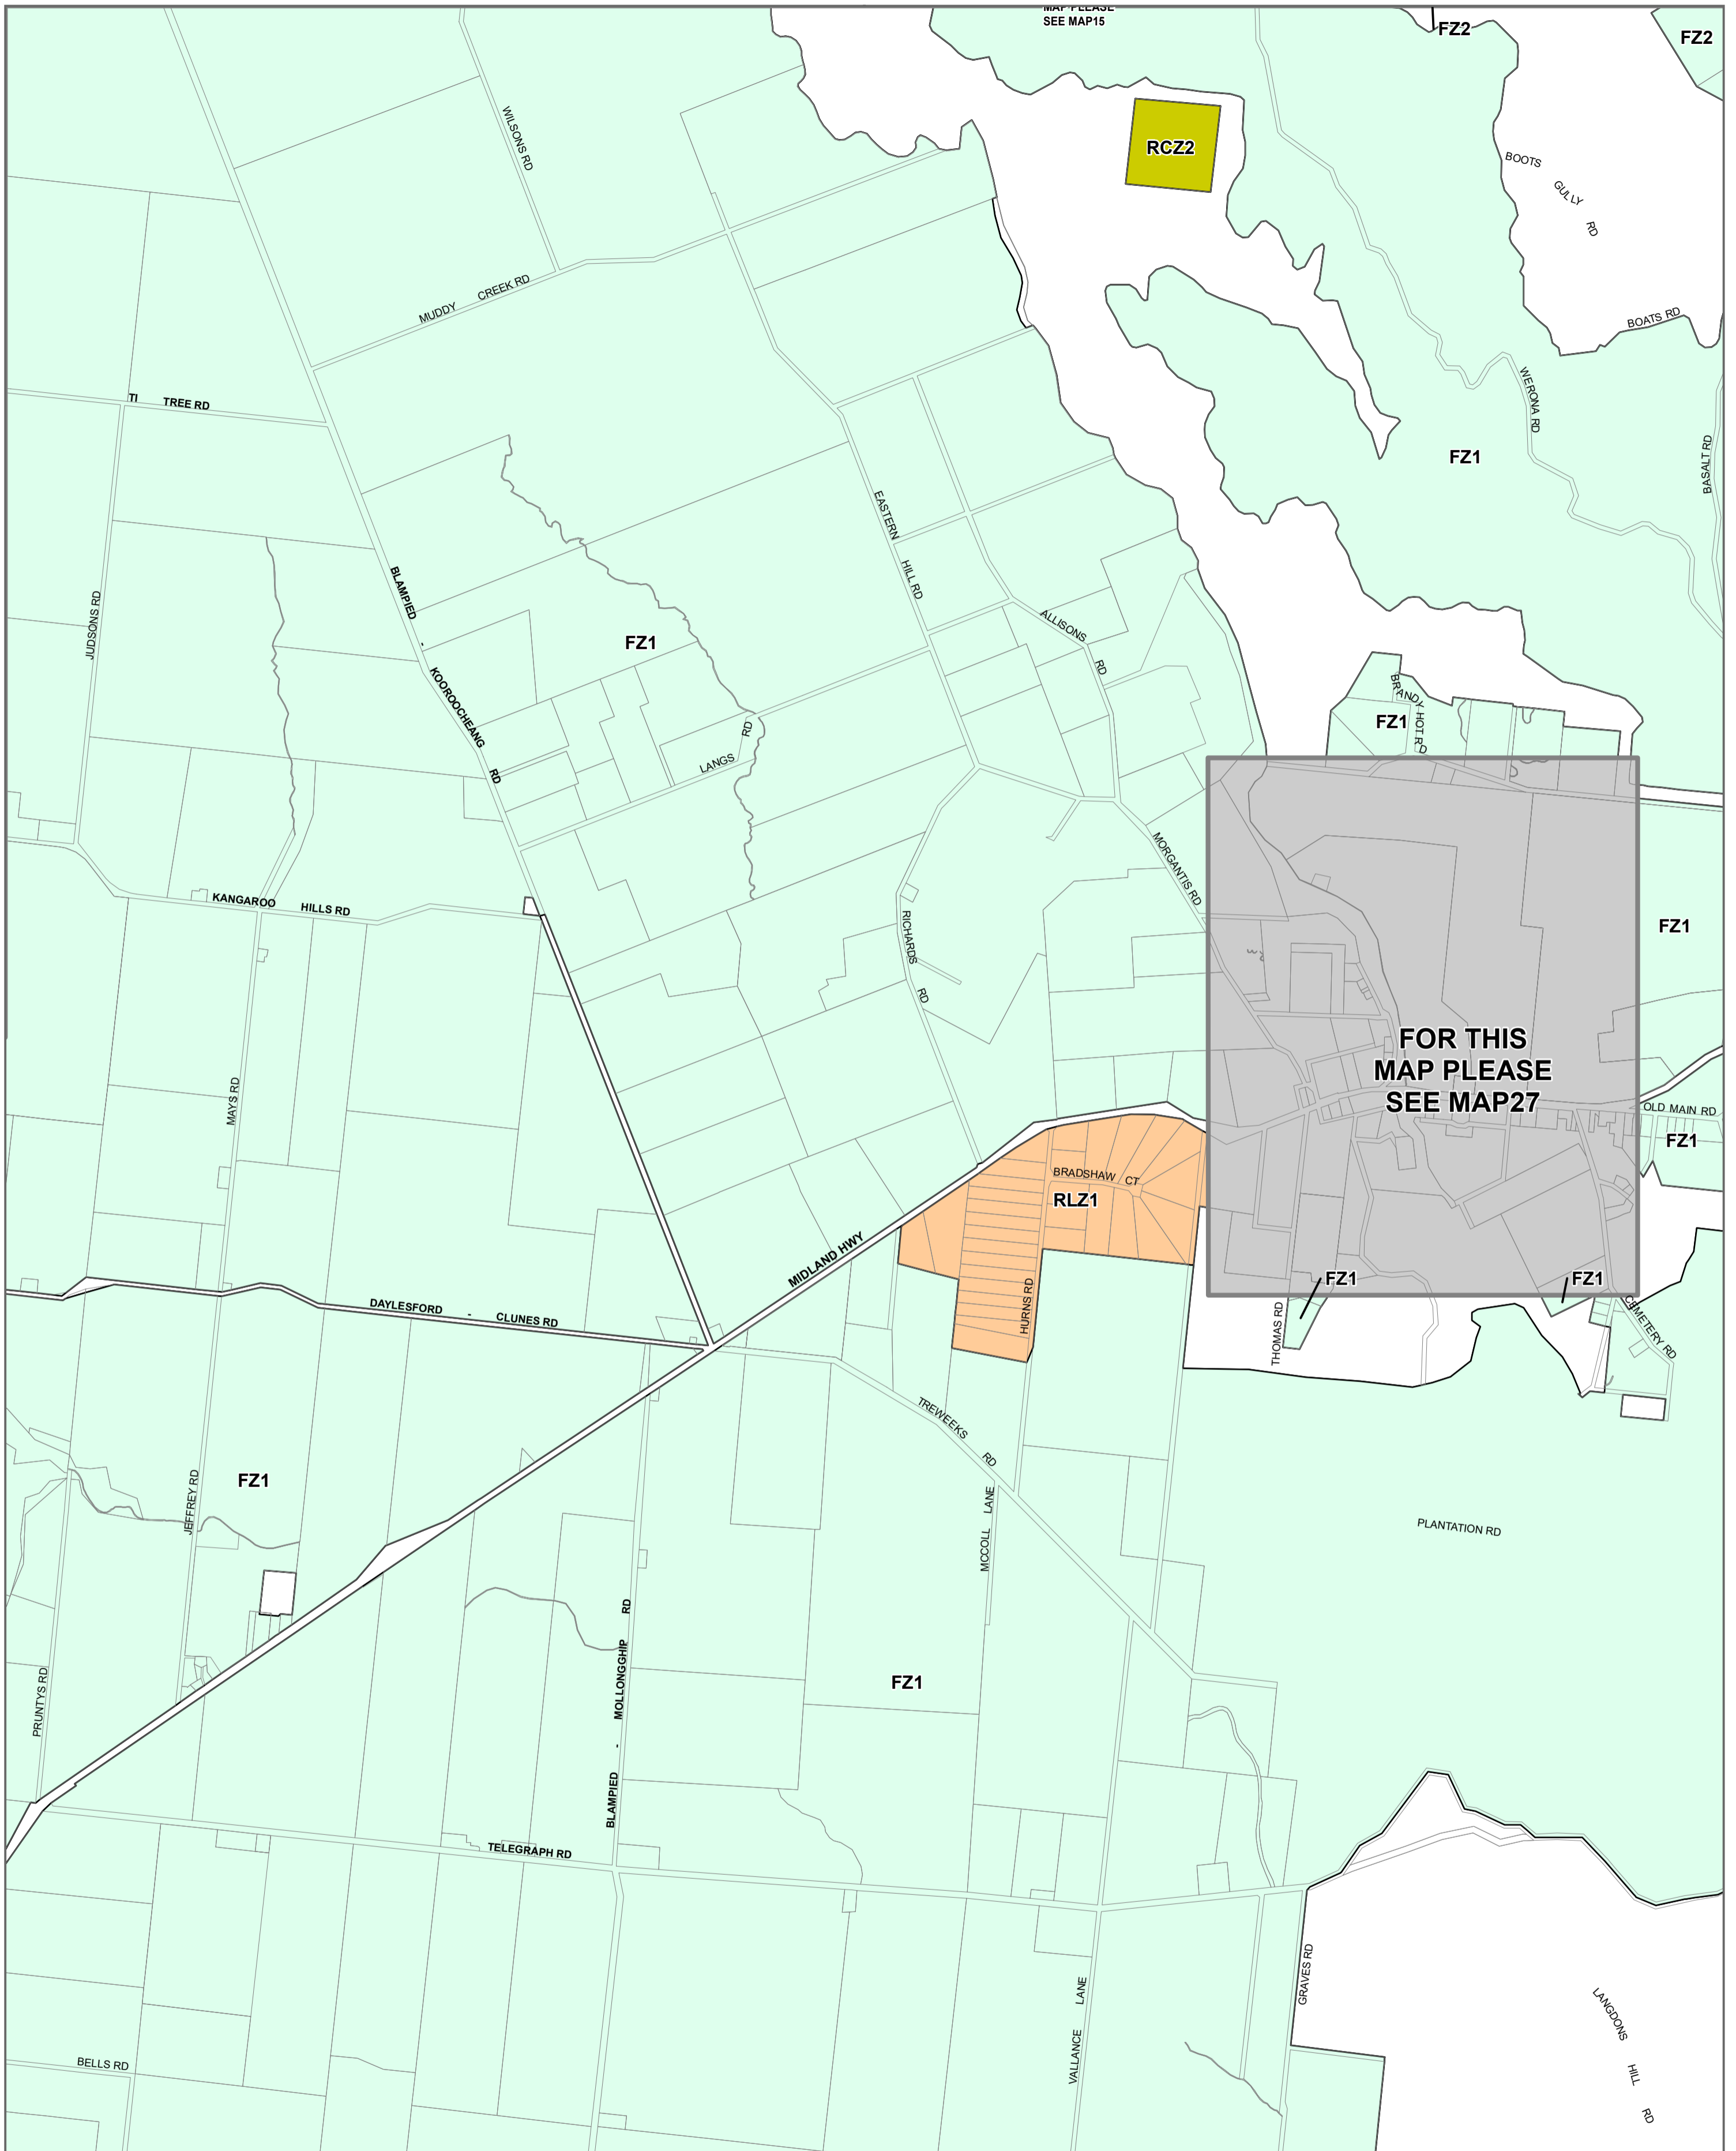 MAP PLEASE
SEE MAP15
FZ2
FZ2
WILSONS RD
RCZ2
BOOTS GULLY RD
MUDDY CREEK RD
BOATS RD
TI TREE RD
WERONA RD
BASALT RD
FZ1
EASTERN HILL RD
BLAMPIED - KOOROOCHEANG RD
JUDSONS RD
FZ1
ALLISONS RD
BRANDY HOT RD
FZ1
LANGS RD
MORGANTIS RD
KANGAROO HILLS RD
RICHARDS RD
FZ1
FOR THIS
MAP PLEASE
SEE MAP27
MAYS RD
OLD MAIN RD
FZ1
BRADSHAW CT
RLZ1
MIDLAND HWY
HURNS RD
FZ1
FZ1
DAYLESFORD - CLUNES RD
THOMAS RD
CEMETERY RD
TREWEEKS RD
FZ1
JEFFREY RD
MCCOLL LANE
PLANTATION RD
BLAMPIED - MOLLONGGHIP RD
PRUNTYS RD
FZ1
TELEGRAPH RD
GRAVES RD
LANGDONS HILL RD
VALLANCE LANE
BELLS RD